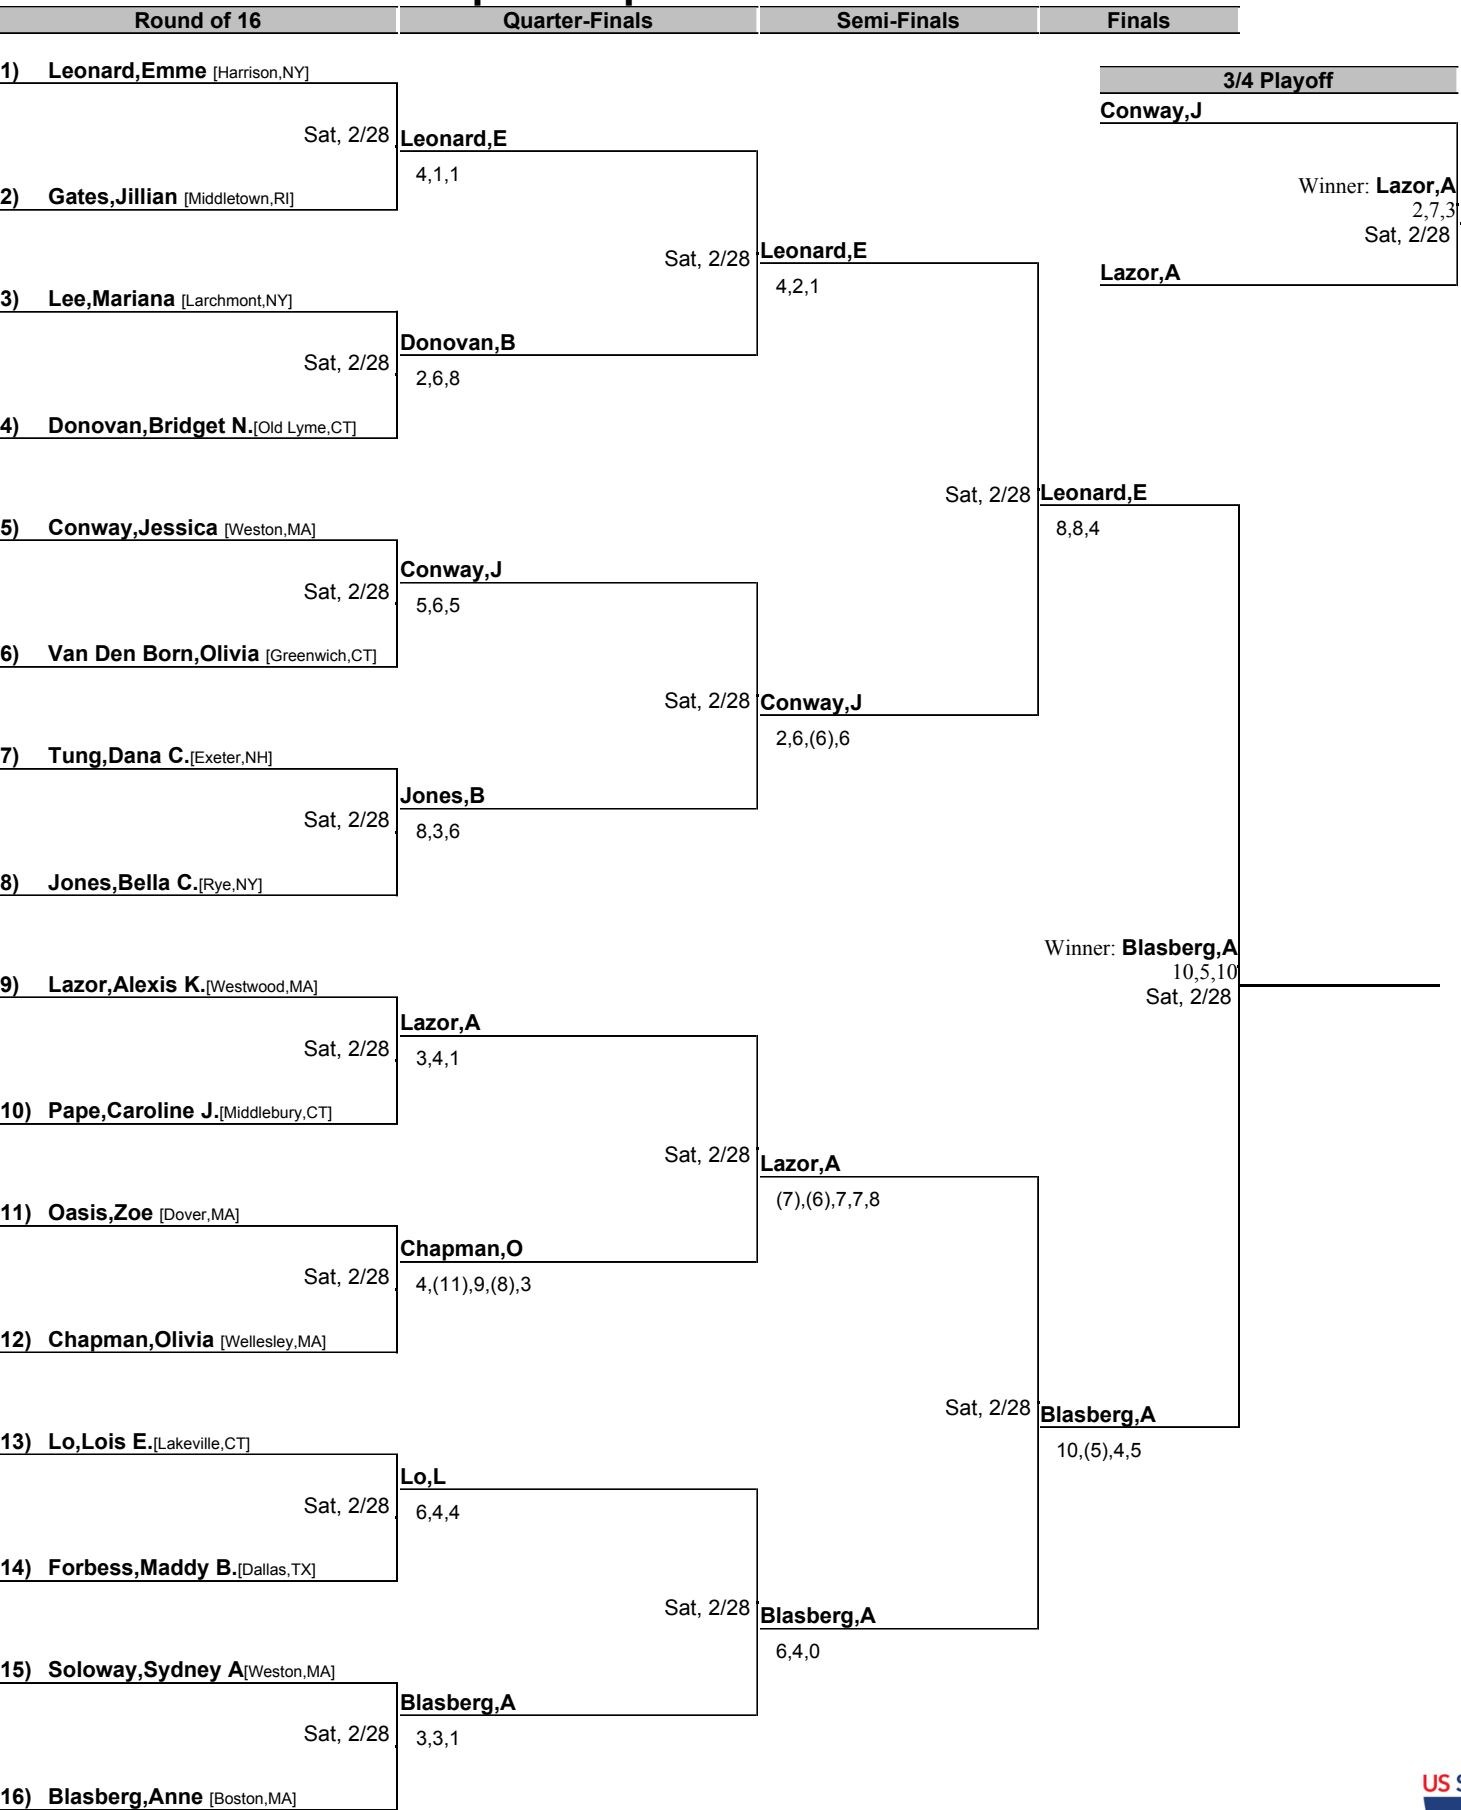 Round of 16 Quarter-Finals Semi-Finals Finals
1) Leonard,Emme [Harrison,NY]
3/4 Playoff
Conway,J
Sat, 2/28 Leonard,E
4,1,1
Winner: Lazor,A
2) Gates,Jillian [Middletown,RI]
2,7,3
Sat, 2/28
Sat, 2/28 Leonard,E
Lazor,A
4,2,1
3) Lee,Mariana [Larchmont,NY]
Donovan,B
Sat, 2/28
2,6,8
4) Donovan,Bridget N.[Old Lyme,CT]
Sat, 2/28 Leonard,E
8,8,4
5) Conway,Jessica [Weston,MA]
Conway,J
Sat, 2/28
5,6,5
6) Van Den Born,Olivia [Greenwich,CT]
Sat, 2/28 Conway,J
2,6,(6),6
7) Tung,Dana C.[Exeter,NH]
Jones,B
Sat, 2/28
8,3,6
8) Jones,Bella C.[Rye,NY]
Winner: Blasberg,A
10,5,10
Sat, 2/28
9) Lazor,Alexis K.[Westwood,MA]
Lazor,A
Sat, 2/28
3,4,1
10) Pape,Caroline J.[Middlebury,CT]
Sat, 2/28 Lazor,A
(7),(6),7,7,8
11) Oasis,Zoe [Dover,MA]
Chapman,O
Sat, 2/28
4,(11),9,(8),3
12) Chapman,Olivia [Wellesley,MA]
Sat, 2/28 Blasberg,A
10,(5),4,5
13) Lo,Lois E.[Lakeville,CT]
Lo,L
Sat, 2/28
6,4,4
14) Forbess,Maddy B.[Dallas,TX]
Sat, 2/28 Blasberg,A
6,4,0
15) Soloway,Sydney A[Weston,MA]
Blasberg,A
Sat, 2/28
3,3,1
16) Blasberg,Anne [Boston,MA]
US